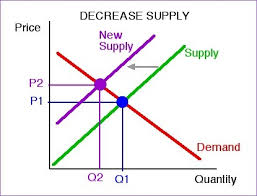 DECREASE SUPPLY
Price
New
Supply
Supply
P2
P1
Demand
Q2
Q1
Quantity